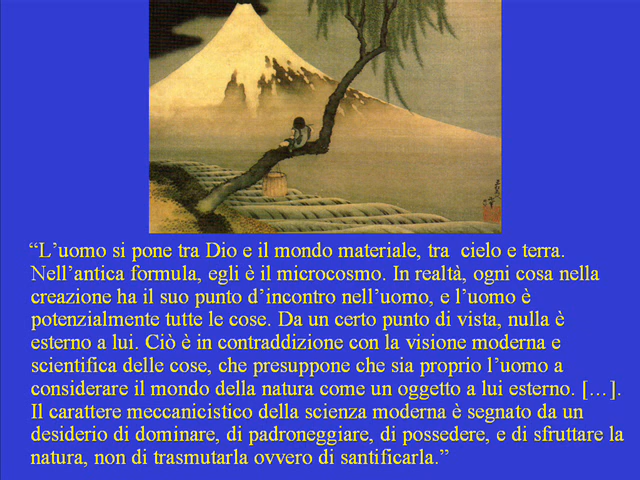 “L’uomo si pone tra Dio e il mondo materiale, tra  cielo e terra.
Nell’antica formula, egli è il microcosmo. In realtà, ogni cosa nella
creazione ha il suo punto d’incontro nell’uomo, e l’uomo è
potenzialmente tutte le cose. Da un certo punto di vista, nulla è
esterno a lui. Ciò è in contraddizione con la visione moderna e
scientifica delle cose, che presuppone che sia proprio l’uomo a
considerare il mondo della natura come un oggetto a lui esterno. […].
Il carattere meccanicistico della scienza moderna è segnato da un
desiderio di dominare, di padroneggiare, di possedere, e di sfruttare la
natura, non di trasmutarla ovvero di santificarla.”